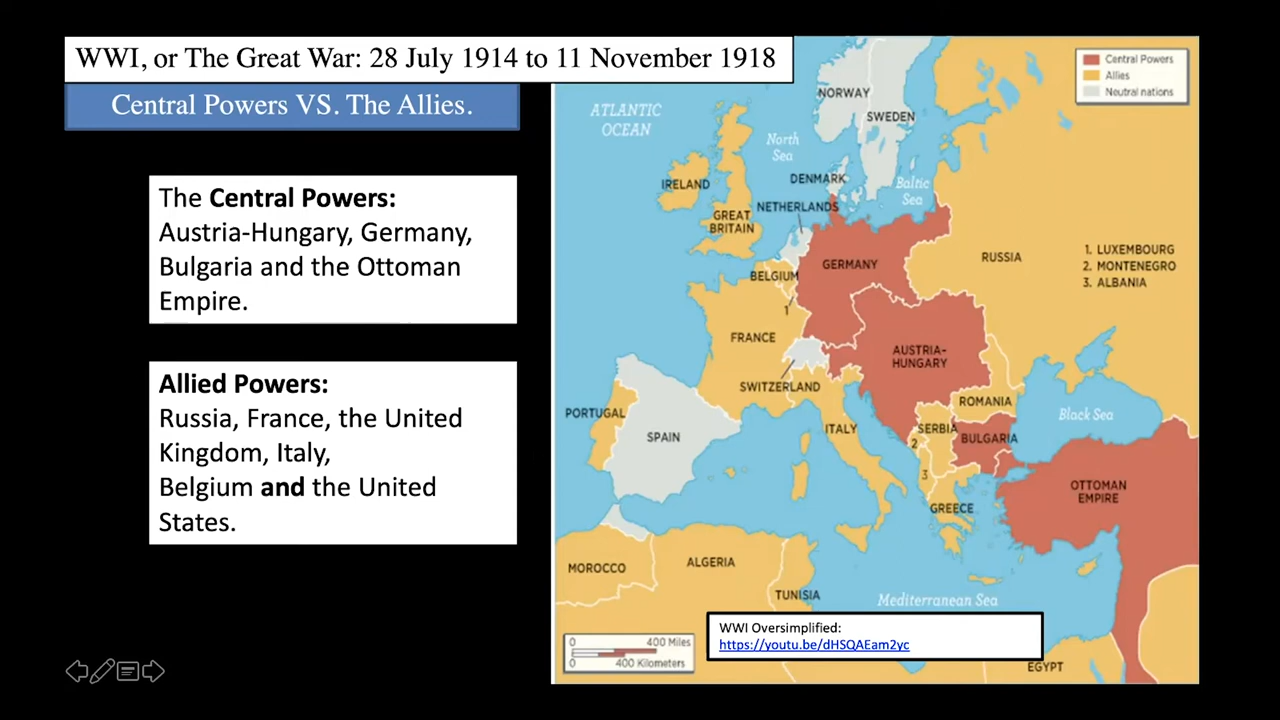 WWI, or The Great War: 28 July 1914 to 11 November 1918
Central Powers VS. The Allies.
The Central Powers:
Austria-Hungary, Germany,
Bulgaria and the Ottoman
Empire.
Allied Powers:
Russia, France, the United
Kingdom, Italy,
Belgium and the United
States.
Central Powers
Allies
Neutral nations
ATLANTIC
OCEAN
NORWAY
SWEDEN
North
Sea
DENMARK
Baltic
Sea
IRELAND
NETHERLANDS
GREAT
BRITAIN
RUSSIA
1. LUXEMBOURG
2. MONTENEGRO
3. ALBANIA
GERMANY
BELGIUM
1
FRANCE
AUSTRIA-
HUNGARY
SWITZERLAND
ROMANIA
PORTUGAL
SPAIN
ITALY
SERBIA
Black Sea
2
BULGARIA
3
OTTOMAN
EMPIRE
GREECE
MOROCCO
ALGERIA
TUNISIA
Mediterranean Sea
WWI Oversimplified:
https://youtu.be/dHSQAEam2yc
0 400 Miles
0 400 Kilometers
EGYPT